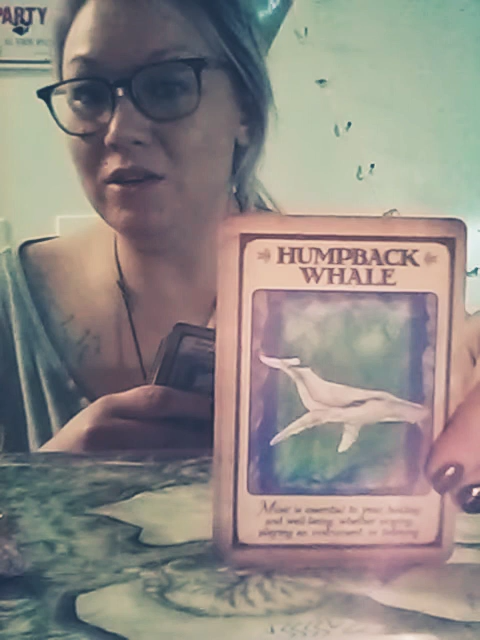 PARTY
HUMPBACK
WHALE
Music is essential to your healing
and well-being, whether singing,
playing an instrument or listening